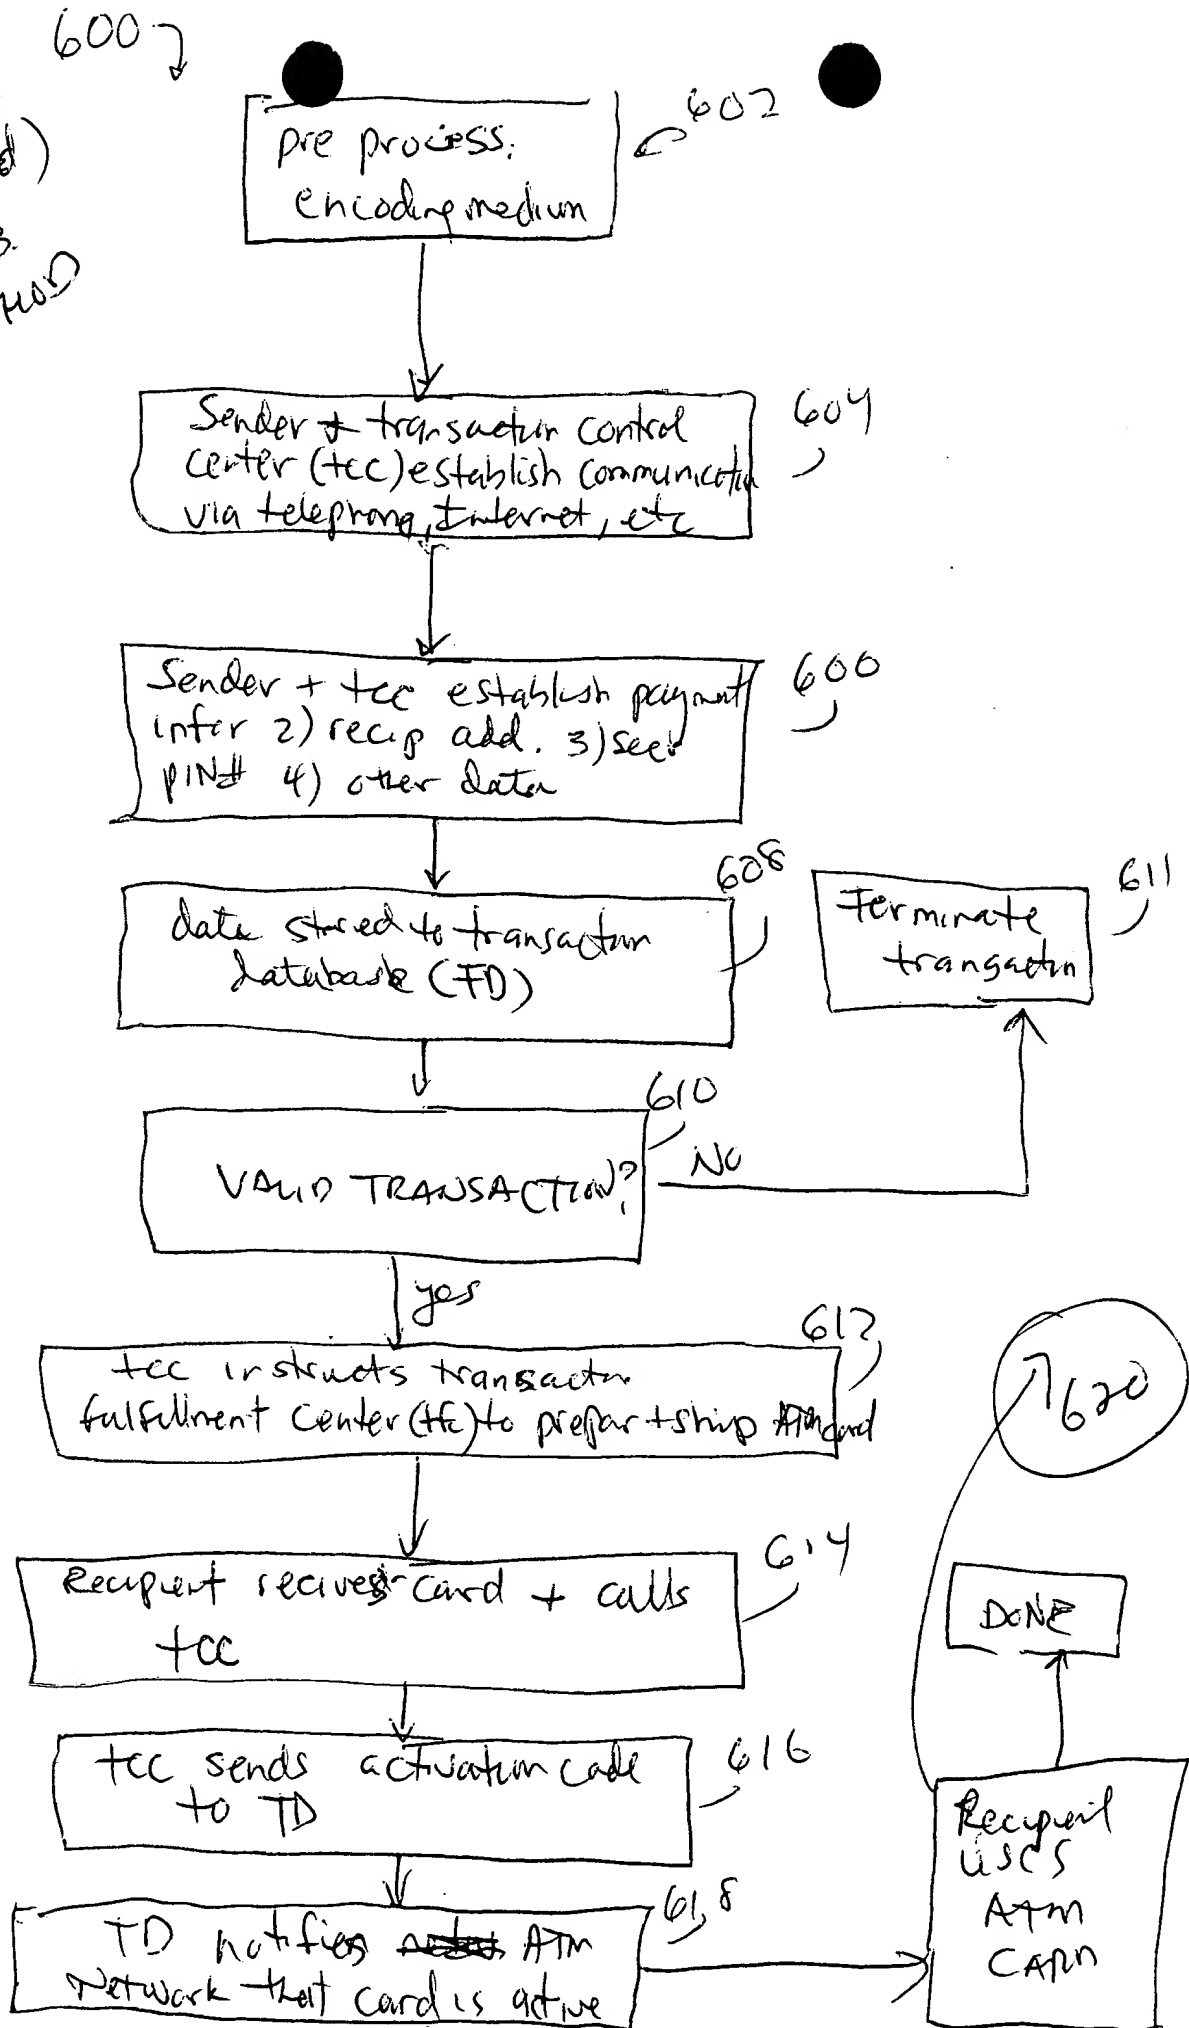 600
602
pre process:
encoding medium
604
Sender + transaction control
center (tcc) establish communication
via telephone, Internet, etc
600
Sender + tcc establish payment
infor 2) recip add. 3) sec
PIN# 4) other data
608
data stored to transaction
database (TD)
611
Terminate
transaction
610
VALID TRANSACTION?
No
yes
612
tcc instructs transaction
fulfillment center (tfc) to prepar + ship ATM card
620
614
Recipient recives card + calls
tcc
DONE
616
tcc sends activation code
to TD
Recipient
uses
ATM
CARD
618
TD notifies ATM
Network that card is active